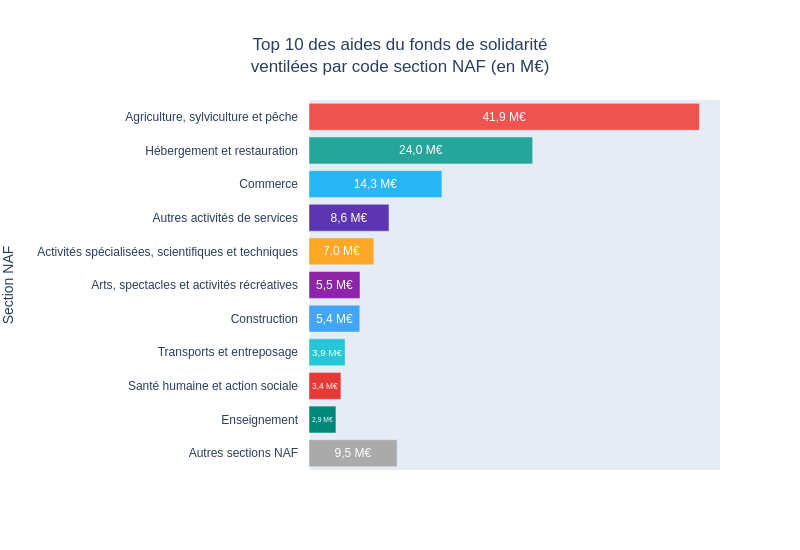 Top 10 des aides du fonds de solidarité
ventilées par code section NAF (en M€)
Section NAF
Agriculture, sylviculture et pêche 41,9 M€
Hébergement et restauration 24,0 M€
Commerce 14,3 M€
Autres activités de services 8,6 M€
Activités spécialisées, scientifiques et techniques 7,0 M€
Arts, spectacles et activités récréatives 5,5 M€
Construction 5,4 M€
Transports et entreposage 3,9 M€
Santé humaine et action sociale 3,4 M€
Enseignement 2,9 M€
Autres sections NAF 9,5 M€